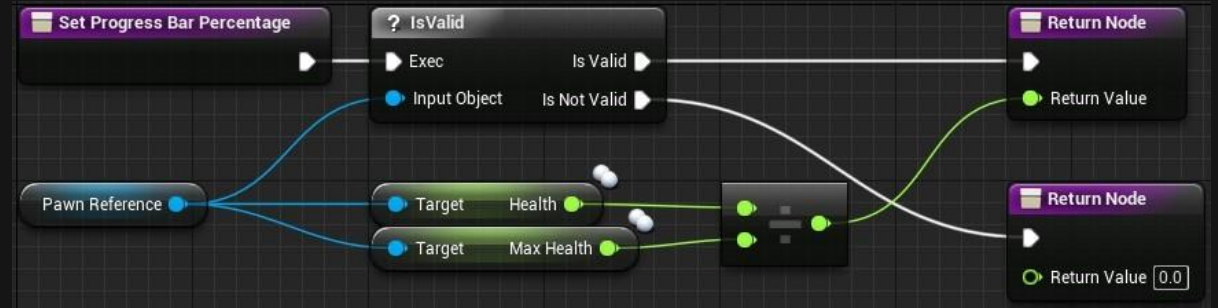 Set Progress Bar Percentage
? IsValid
Exec
Is Valid
Input Object
Is Not Valid
Return Node
Return Value
Pawn Reference
Target
Health
Target
Max Health
Return Node
Return Value 0.0